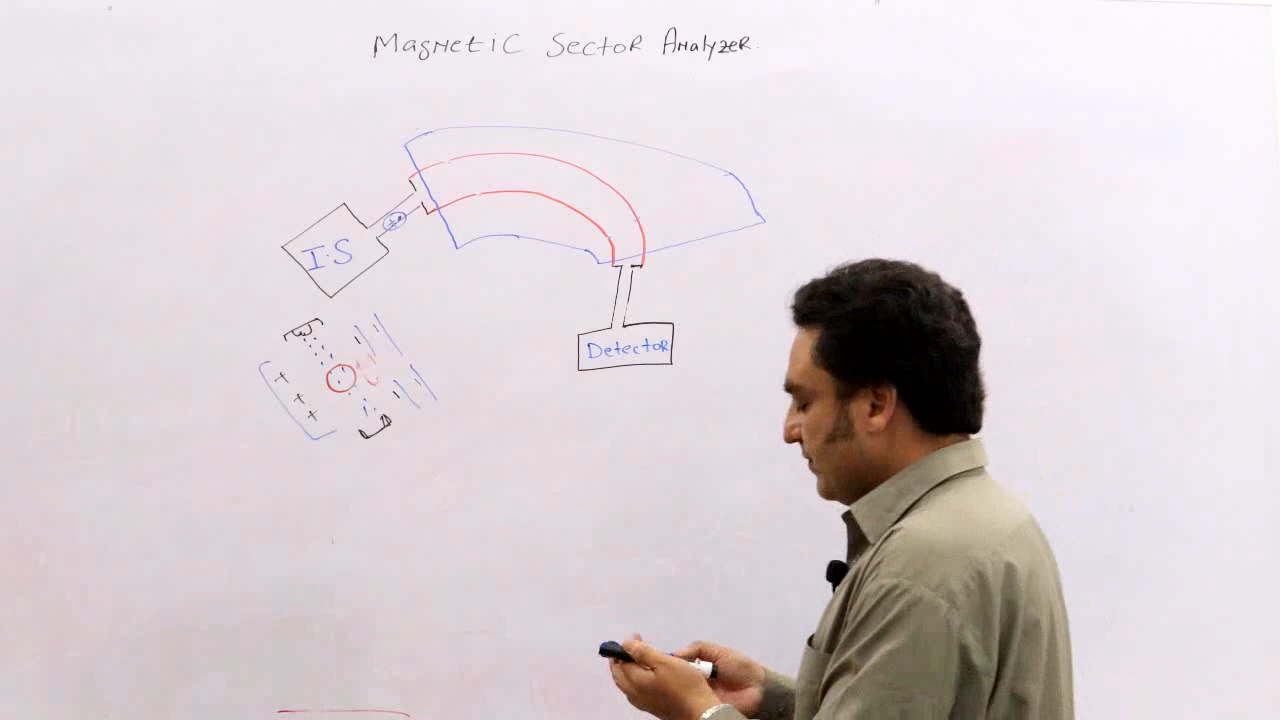 Magnetic Sector Analyzer.
I.S
Detector
+
+
+